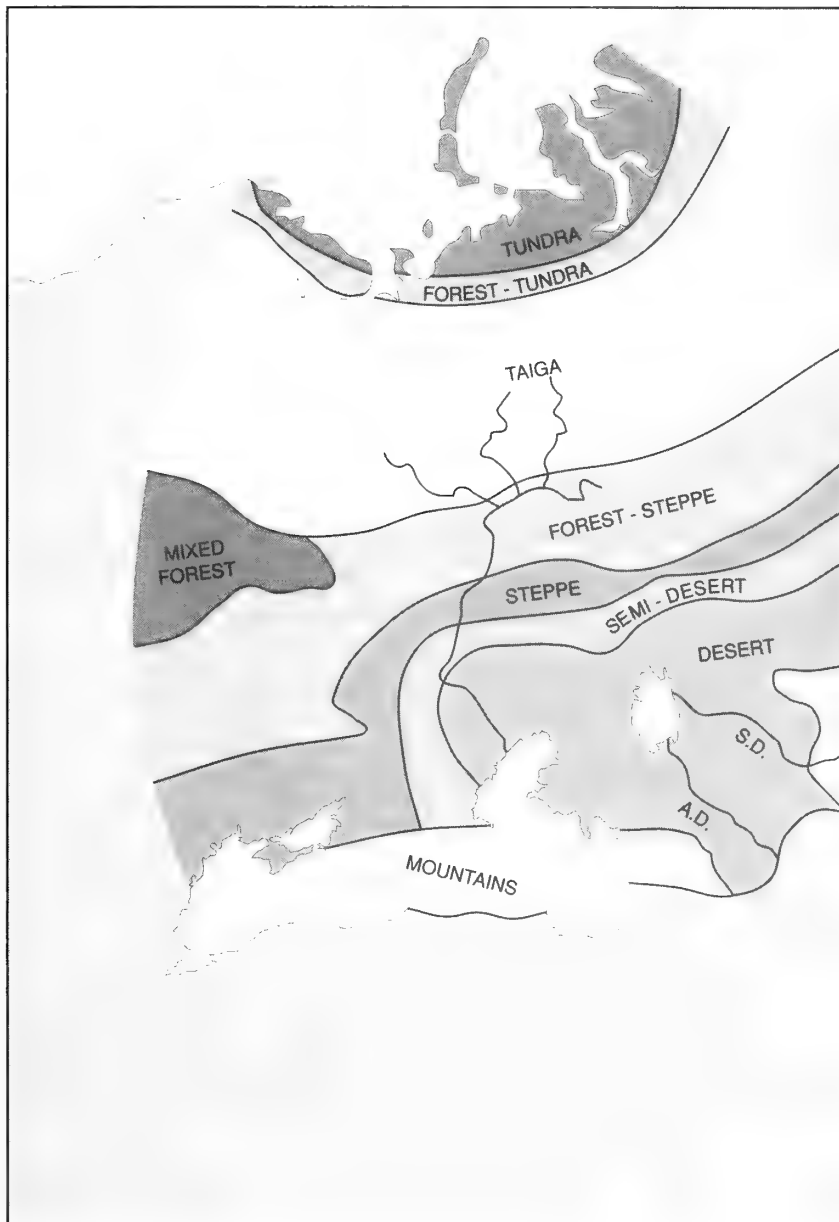 TUNDRA
FOREST - TUNDRA
TAIGA
FOREST - STEPPE
MIXED
FOREST
STEPPE
SEMI - DESERT
DESERT
S.D.
A.D.
MOUNTAINS